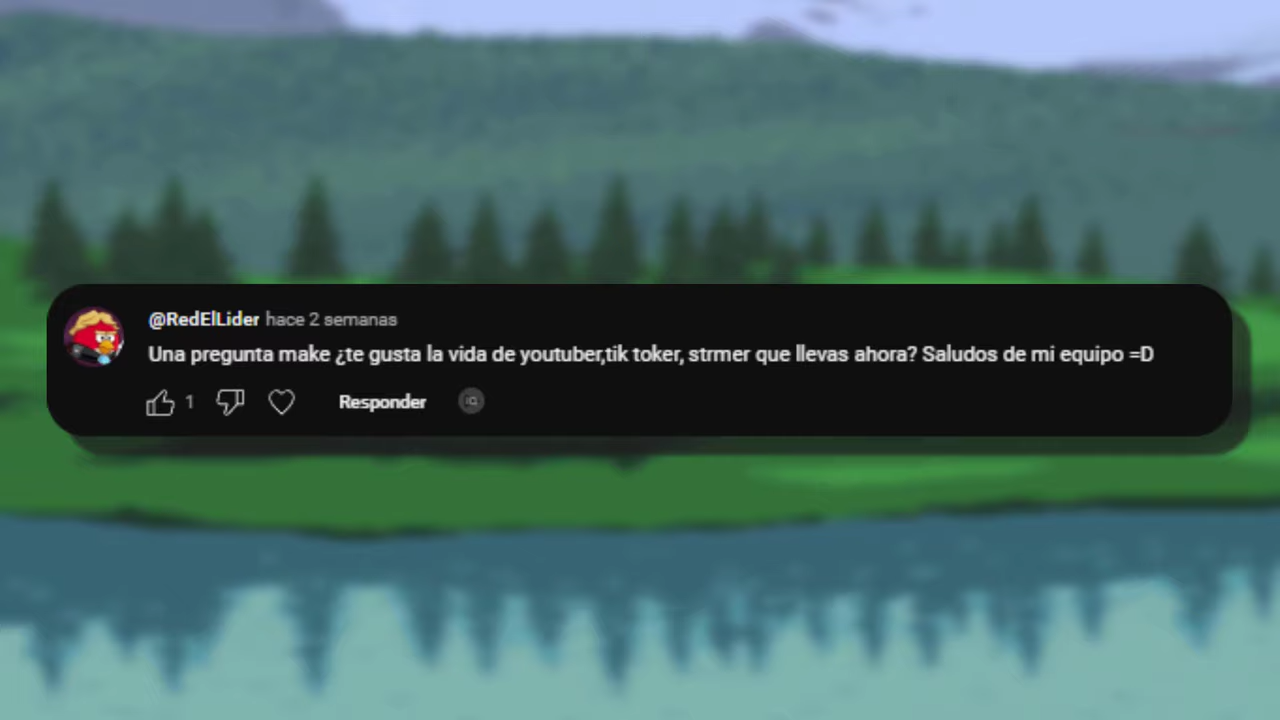 @RedElLider hace 2 semanas
Una pregunta make ¿te gusta la vida de youtuber,tik toker, strmer que llevas ahora? Saludos de mi equipo =D
1
Responder